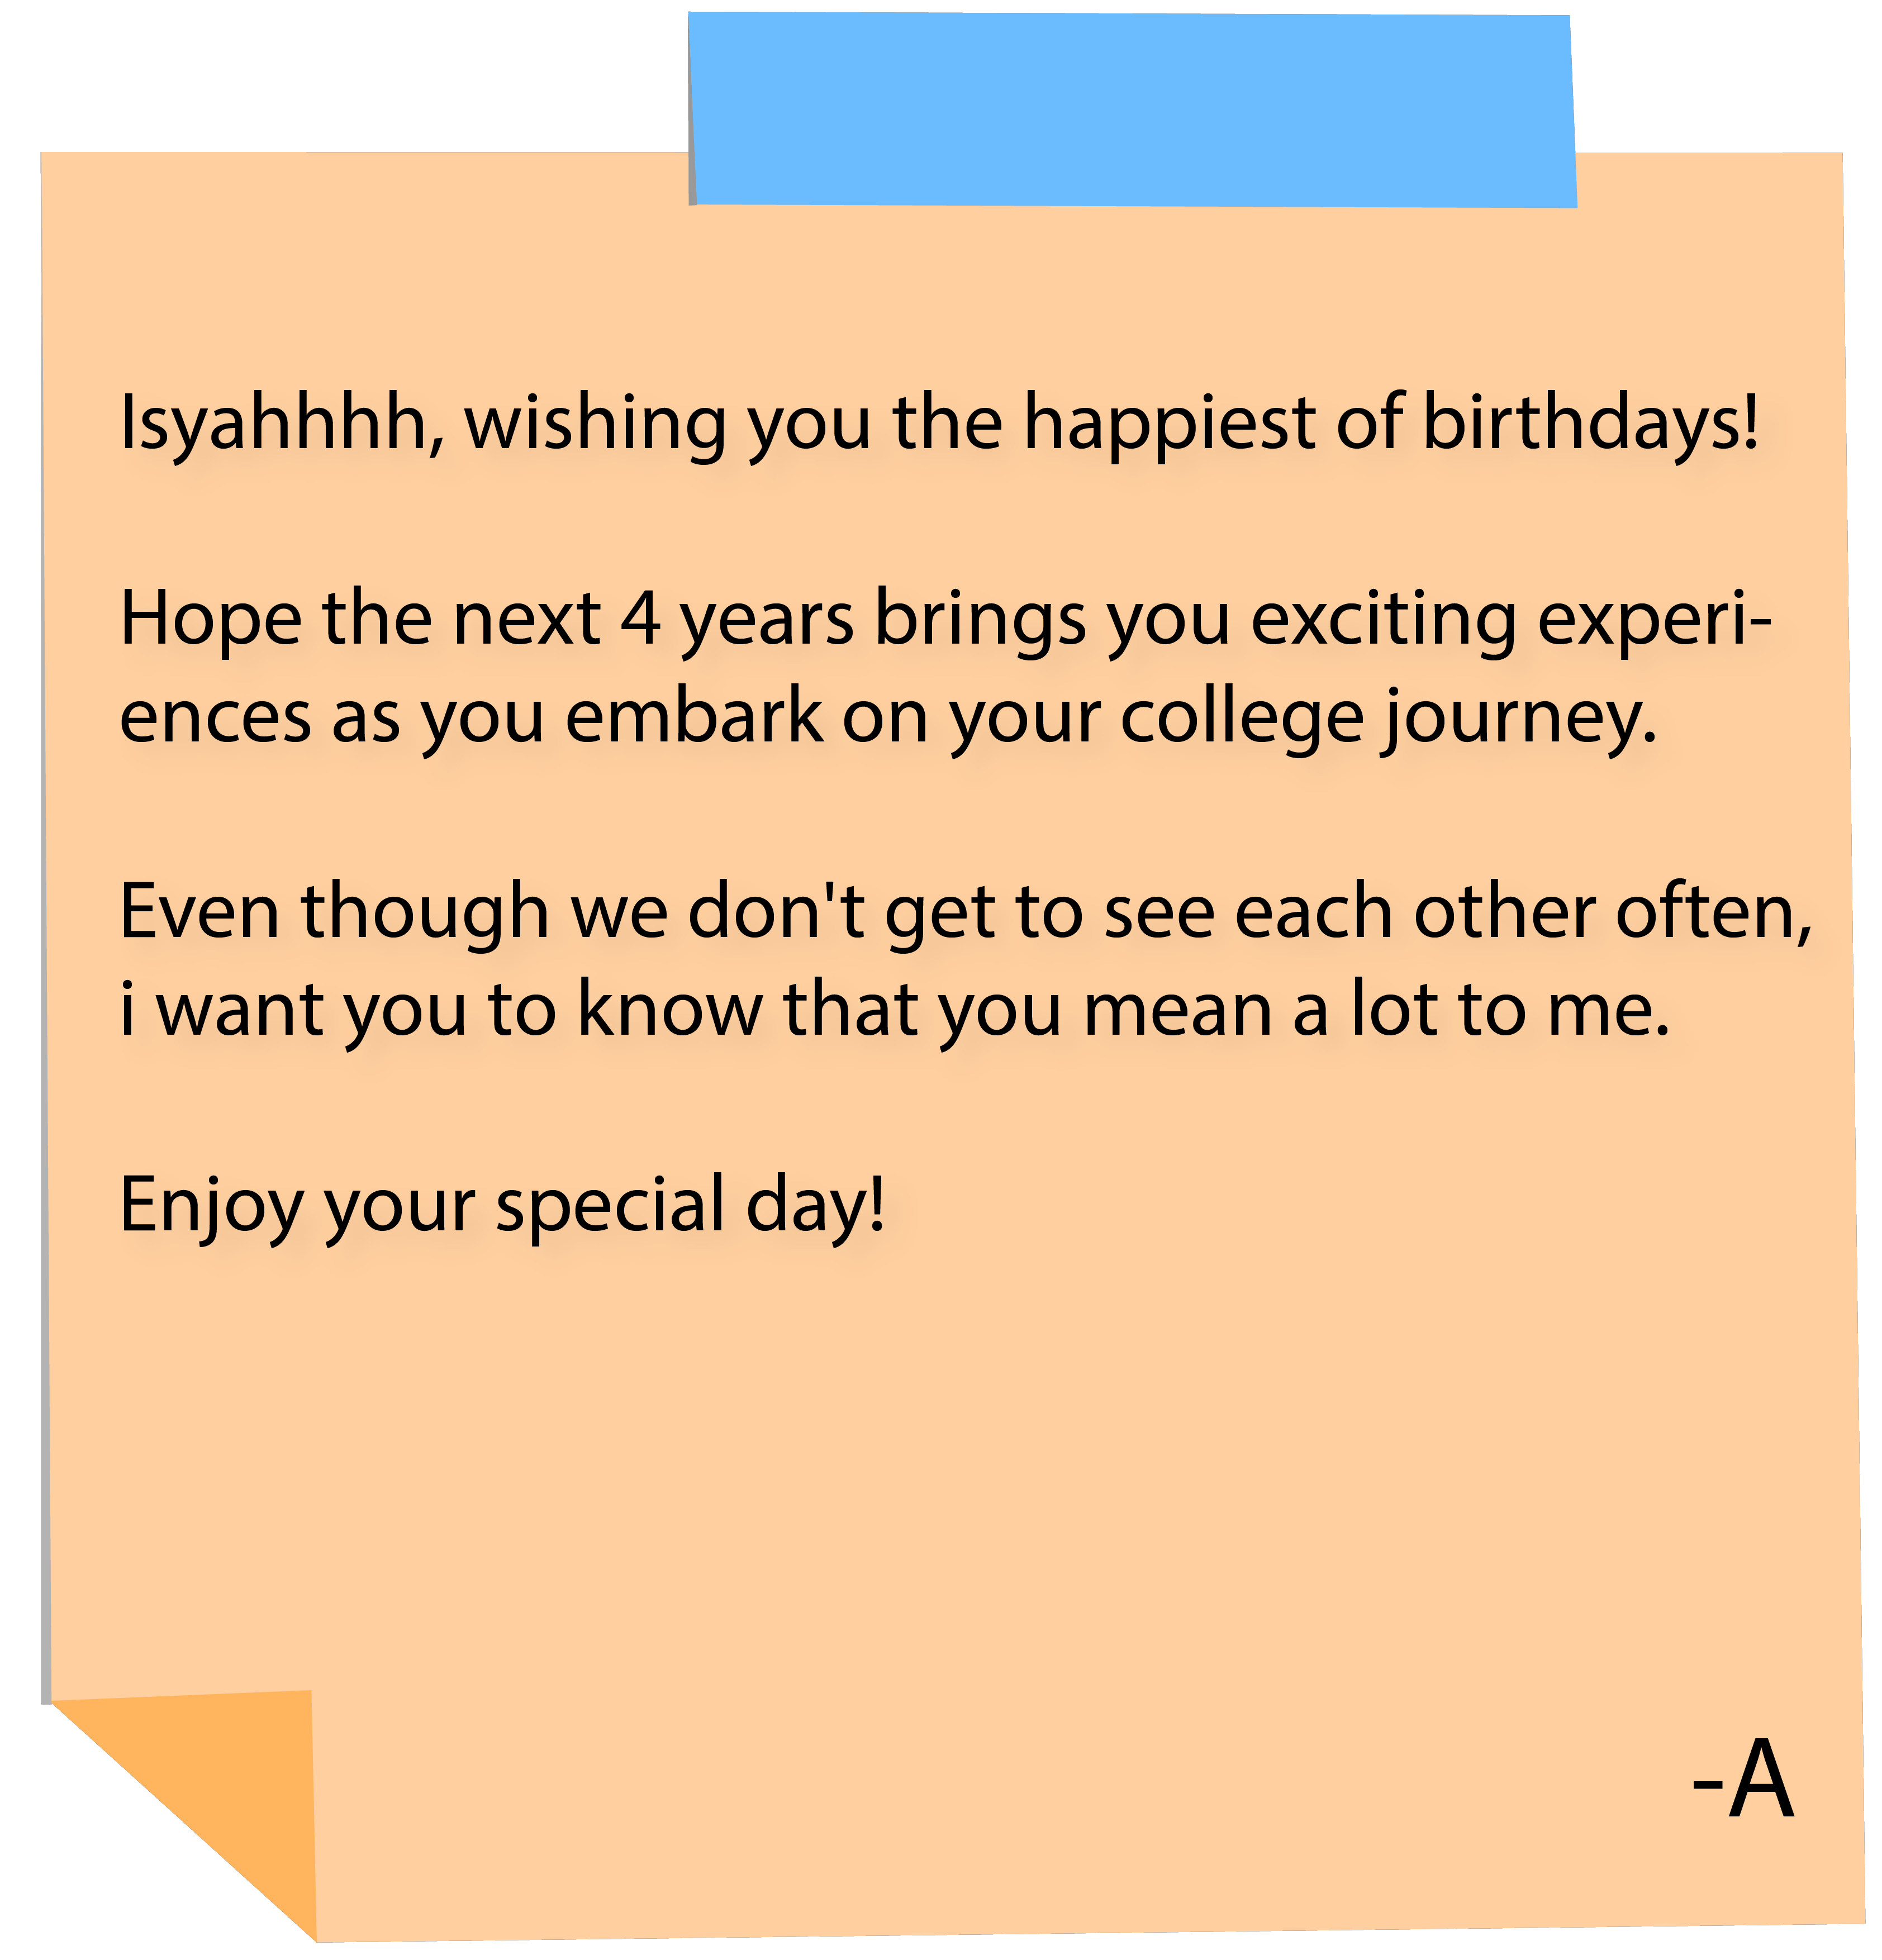 Isyahhhh, wishing you the happiest of birthdays!
Hope the next 4 years brings you exciting experi-
ences as you embark on your college journey.
Even though we don't get to see each other often,
i want you to know that you mean a lot to me.
Enjoy your special day!
-A